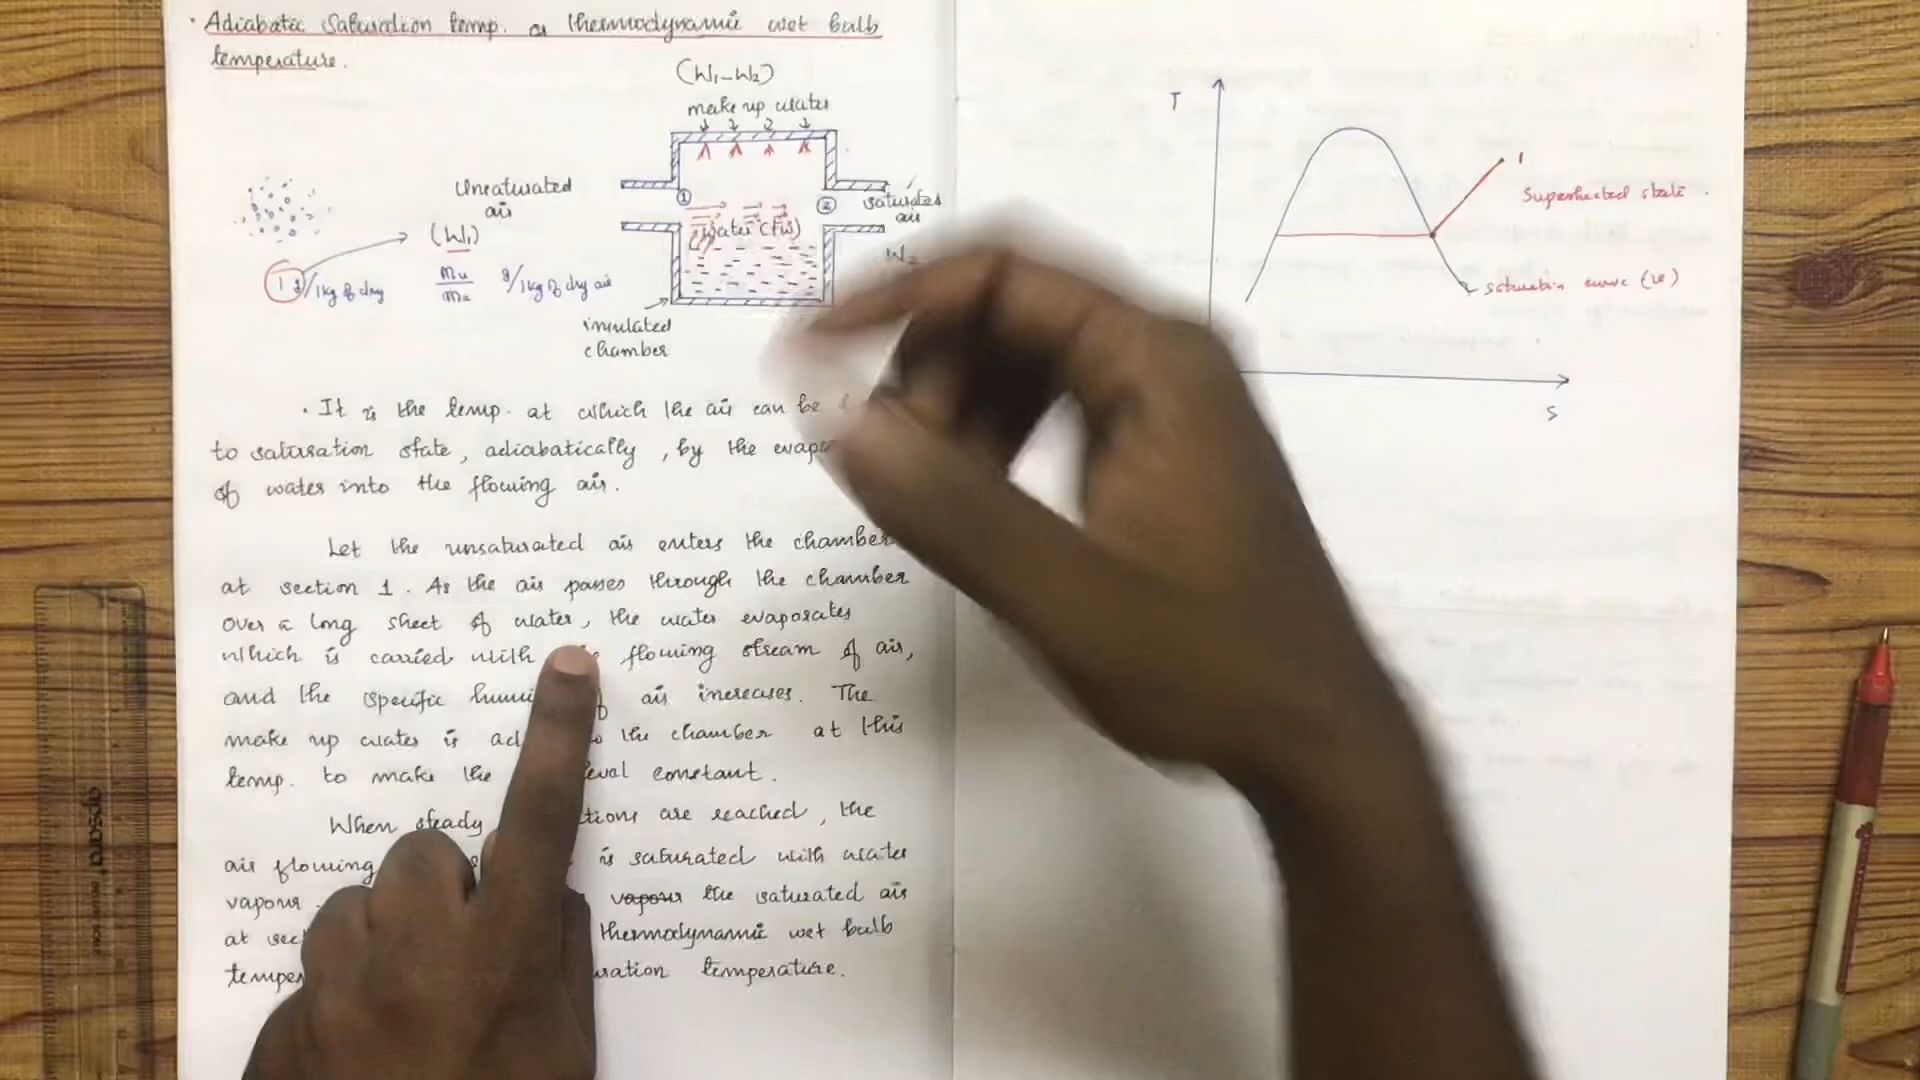 · Adiabatic Saturation temp. or thermodynamic wet bulb
temperature.
(W1-W2)
make up water
Unsaturated
air
(W1)
1 g/1kg of dry
g/1kg of dry air
1
2
water (fw)
saturated
air
W2
insulated
chamber
· It is the temp. at which the air can be
to saturation state, adiabatically, by the
of water into the flowing air.
Let the unsaturated air enters the chamber
at section 1. As the air passes through the chamber
over a long sheet of water, the water evaporates
which is carried with flowing stream of air,
and the specific air increases. The
make up water is the chamber at this
temp. to make the constant.
When steady are reached, the
air flowing is saturated with water
vapour. vapour the saturated air
at thermodynamic wet bulb
temperature.
T
1
Superheated state
saturation curve
S
apsara